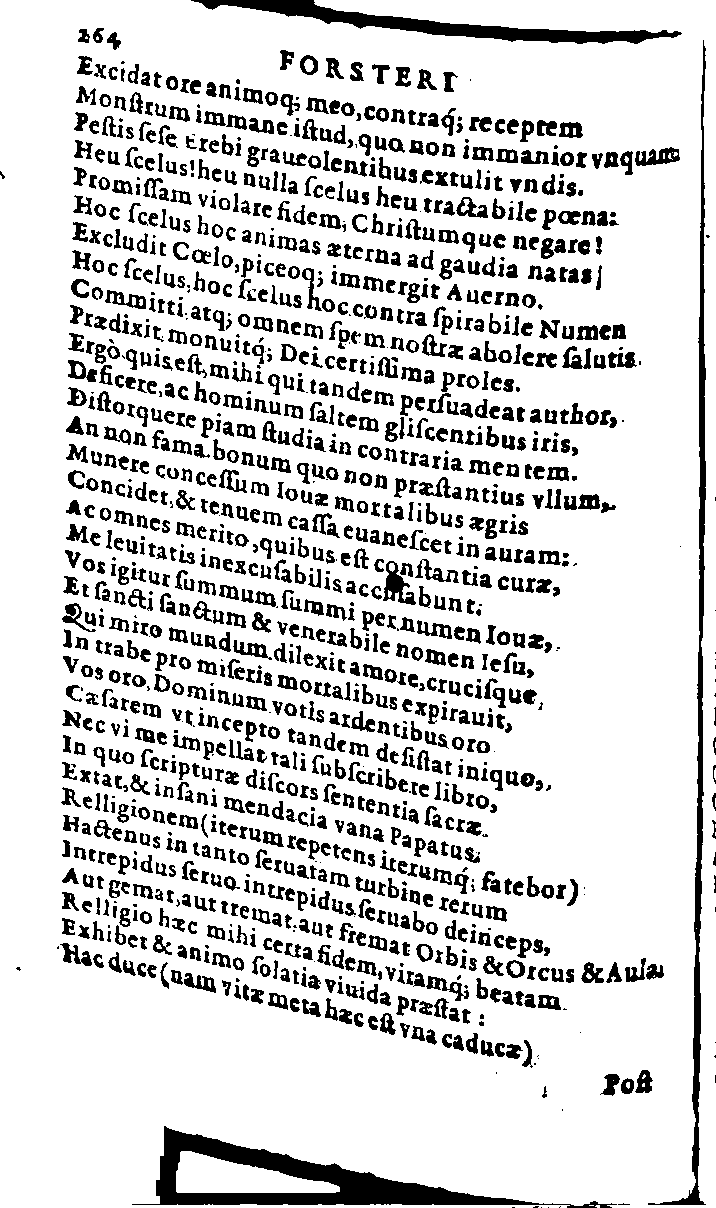 264
FORSTERI
Excidat ore animoq; meo, contraq́; receptem
Monſtrum immane iſtud, quo non immanior vnquam
Peſtis ſeſe Erebi graueolentibus extulit vndis.
Heu ſcelus! heu nulla ſcelus heu tractabile pœna:
Promiſſam violare fidem, Chriſtumque negare!
Hoc ſcelus hoc animas æterna ad gaudia natas
Excludit Cœlo, piceoq; immergit Auerno.
Hoc ſcelus, hoc ſcelus hoc contra ſpirabile Numen
Committi atq; omnem ſpem noſtræ abolere ſalutis.
Prædixit monuitq́; Dei certiſſima proles.
Ergò quis eſt, mihi qui tandem perſuadeat author,
Deficere, ac hominum ſaltem gliſcentibus iris,
Diſtorquere piam ſtudia in contraria mentem.
An non fama bonum quo non præſtantius vllum,
Munere conceſſum Iouæ mortalibus ægris
Concidet, & tenuem caſſa euaneſcet in auram:
Ac omnes merito, quibus eſt conſtantia curæ,
Me leuitatis inexcuſabilis accuſabunt.
Vos igitur ſummum ſummi per numen Iouæ,
Et ſancti ſanctum & venerabile nomen Ieſu,
Qui miro mundum dilexit amore, cruciſque,
In trabe pro miſeris mortalibus expirauit,
Vos oro, Dominum votis ardentibus oro
Cæſarem vt incepto tandem deſiſtat iniquo,
Nec vi me impellat tali ſubſcribere libro,
In quo ſcripturæ diſcors ſententia ſacræ
Extat, & inſani mendacia vana Papatus;
Relligionem (iterum repetens iterumq́; fatebor)
Hactenus in tanto ſeruatam turbine rerum
Intrepidus ſeruo intrepidus ſeruabo deinceps,
Aut gemat, aut tremat, aut fremat Orbis & Orcus & Aula:
Relligio hæc mihi certa fidem, vitamq́; beatam
Exhibet & animo ſolatia viuida præſtat:
Hac duce (nam vitæ meta hæc eſt vna caducæ)
Poſt